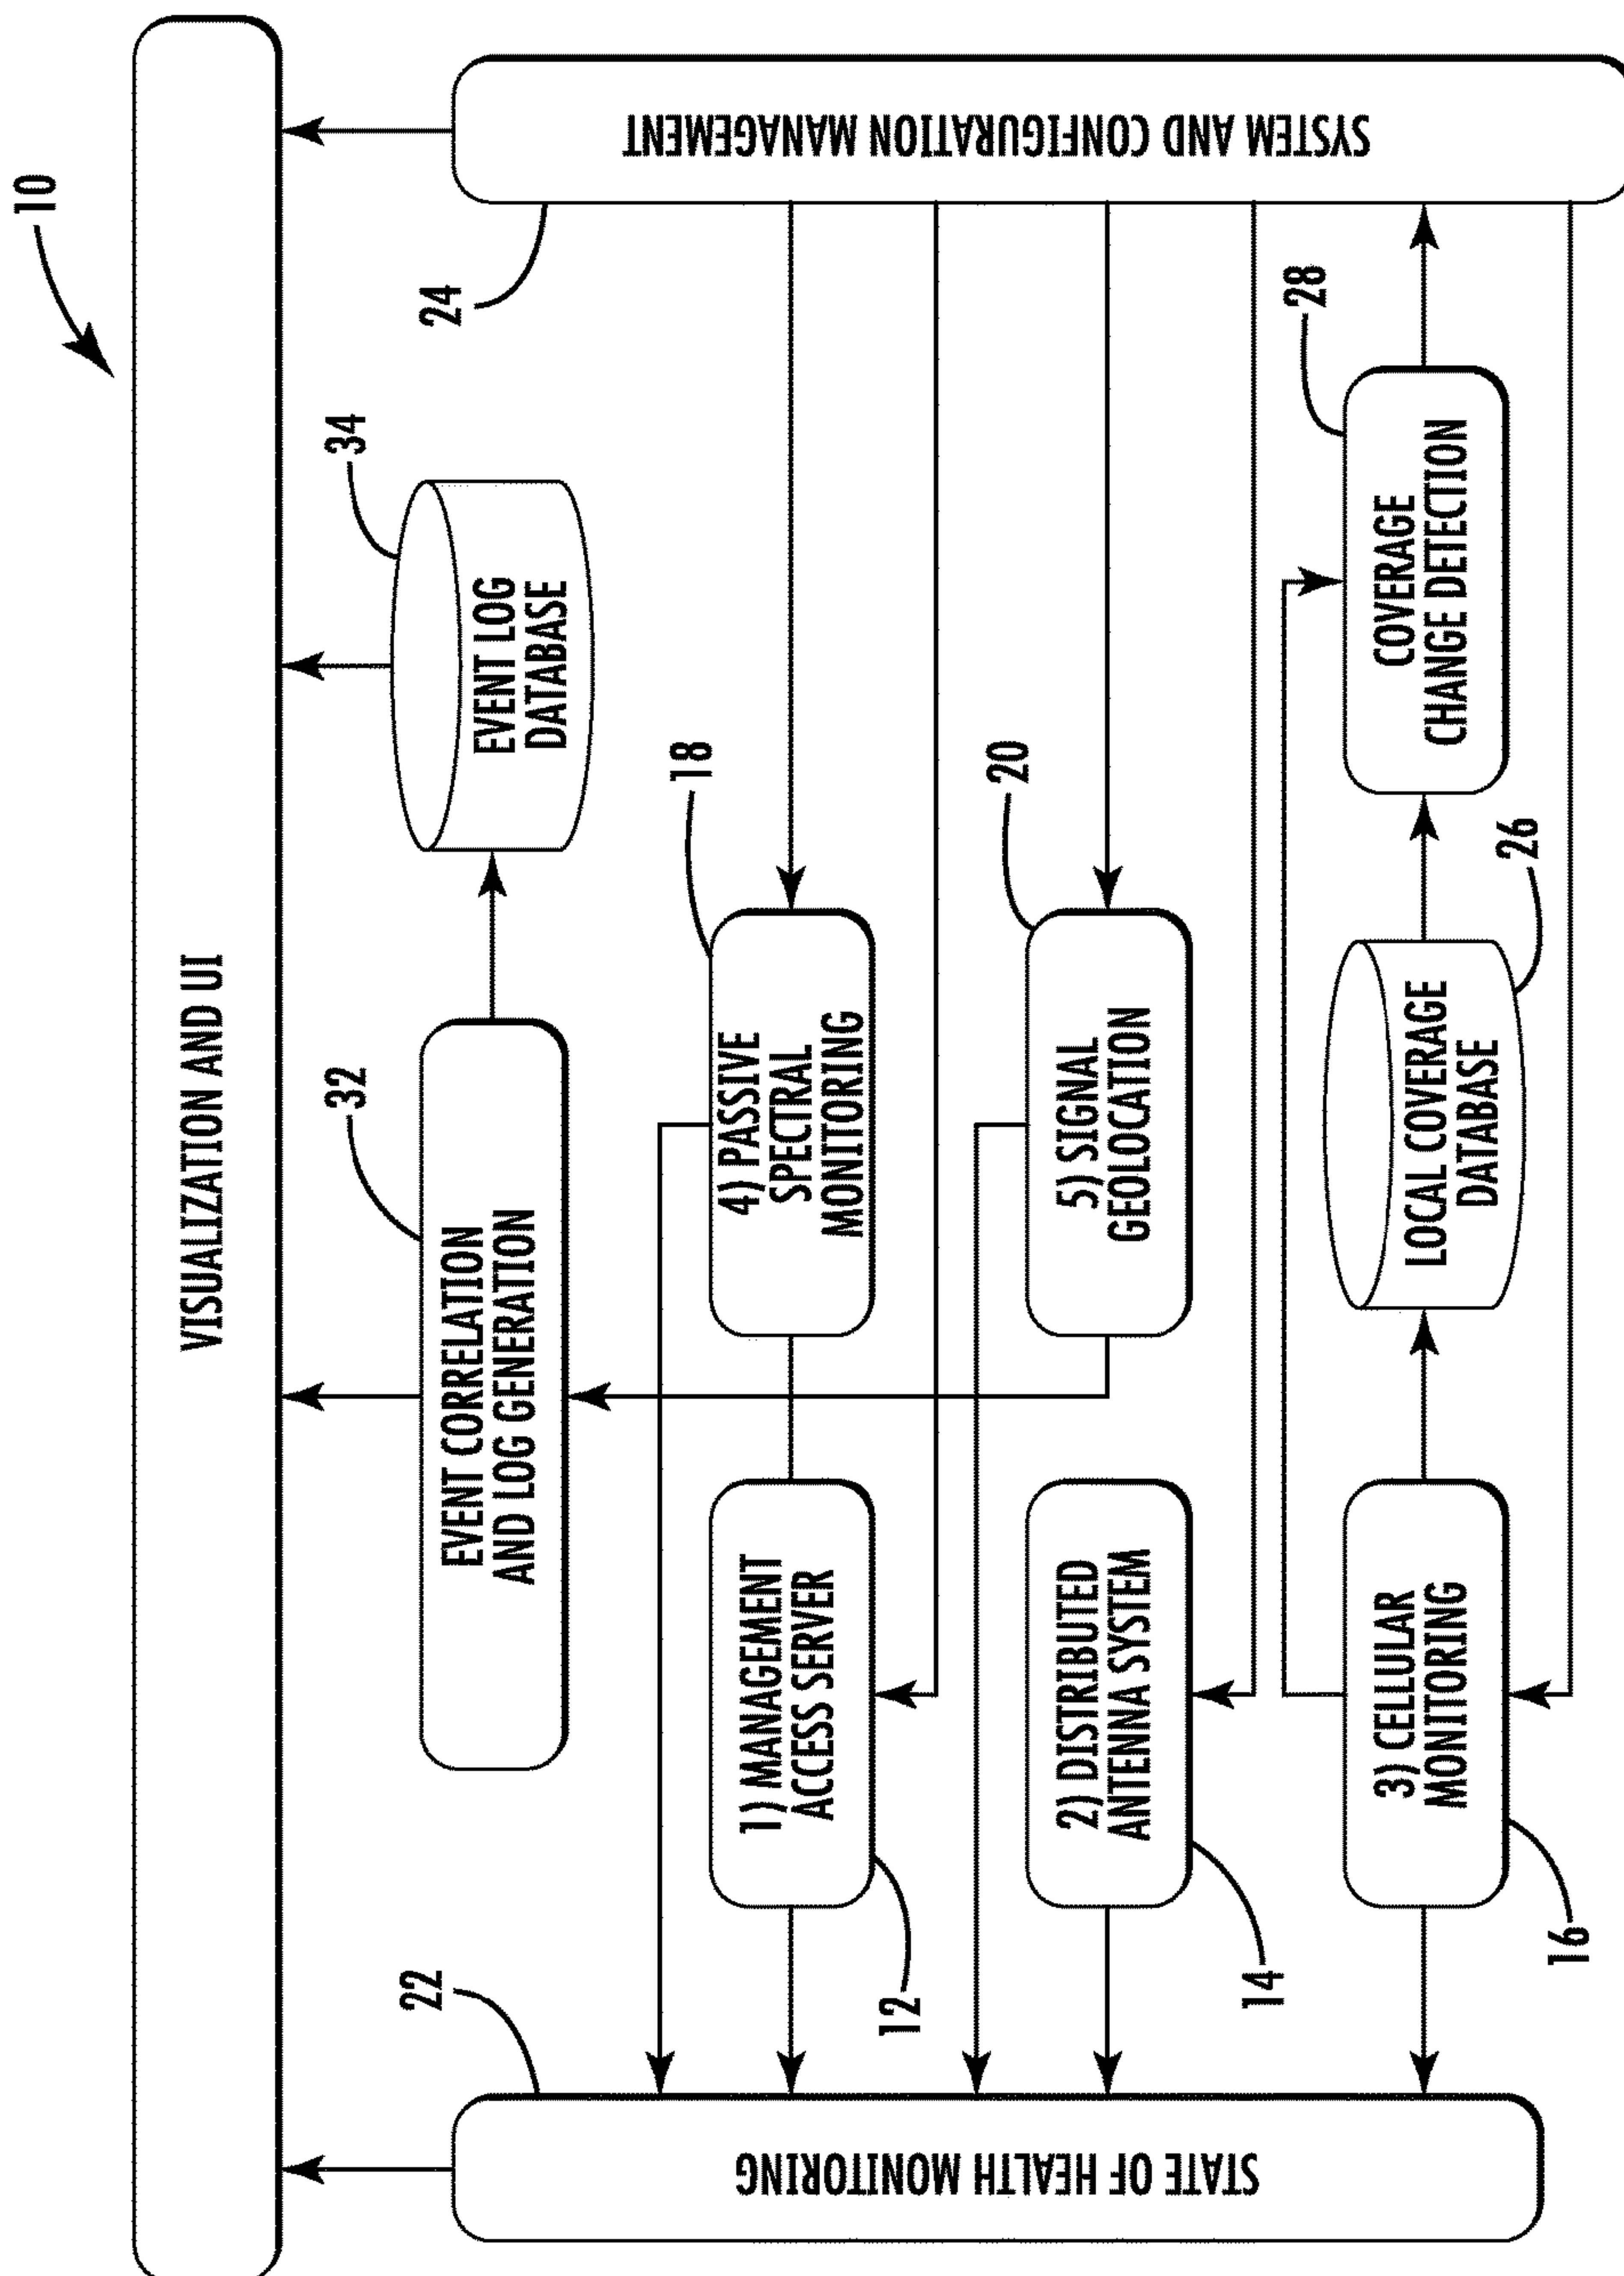 10
VISUALIZATION AND UI
22
STATE OF HEALTH MONITORING
32
EVENT CORRELATION
AND LOG GENERATION
34
EVENT LOG
DATABASE
24
SYSTEM AND CONFIGURATION MANAGEMENT
1) MANAGEMENT
ACCESS SERVER
12
18
4) PASSIVE
SPECTRAL
MONITORING
2) DISTRIBUTED
ANTENNA SYSTEM
14
20
5) SIGNAL
GEOLOCATION
3) CELLULAR
MONITORING
16
LOCAL COVERAGE
DATABASE
26
28
COVERAGE
CHANGE DETECTION